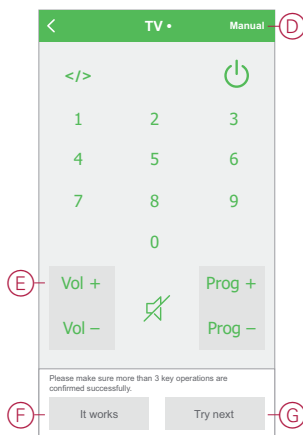 TV • Manual D
</>
1 2 3
4 5 6
7 8 9
0
E Vol + Prog +
Vol – Prog –
Please make sure more than 3 key operations are
confirmed successfully.
F It works Try next G